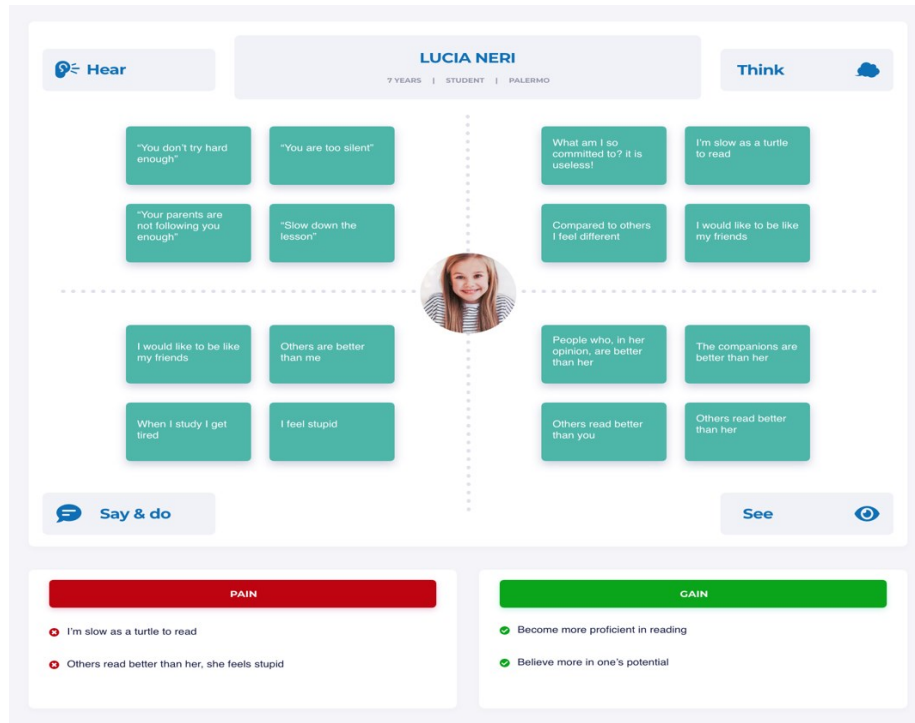 Hear
LUCIA NERI
7 YEARS | STUDENT | PALERMO
Think
"You don't try hard
enough"
"You are too silent"
"Your parents are
not following you
enough"
"Slow down the
lesson"
What am I so
committed to? it is
useless!
I'm slow as a turtle
to read
Compared to others
I feel different
I would like to be like
my friends
I would like to be like
my friends
Others are better
than me
When I study I get
tired
I feel stupid
People who, in her
opinion, are better
than her
The companions are
better than her
Others read better
than you
Others read better
than her
Say & do
See
PAIN
I'm slow as a turtle to read
Others read better than her, she feels stupid
GAIN
Become more proficient in reading
Believe more in one's potential